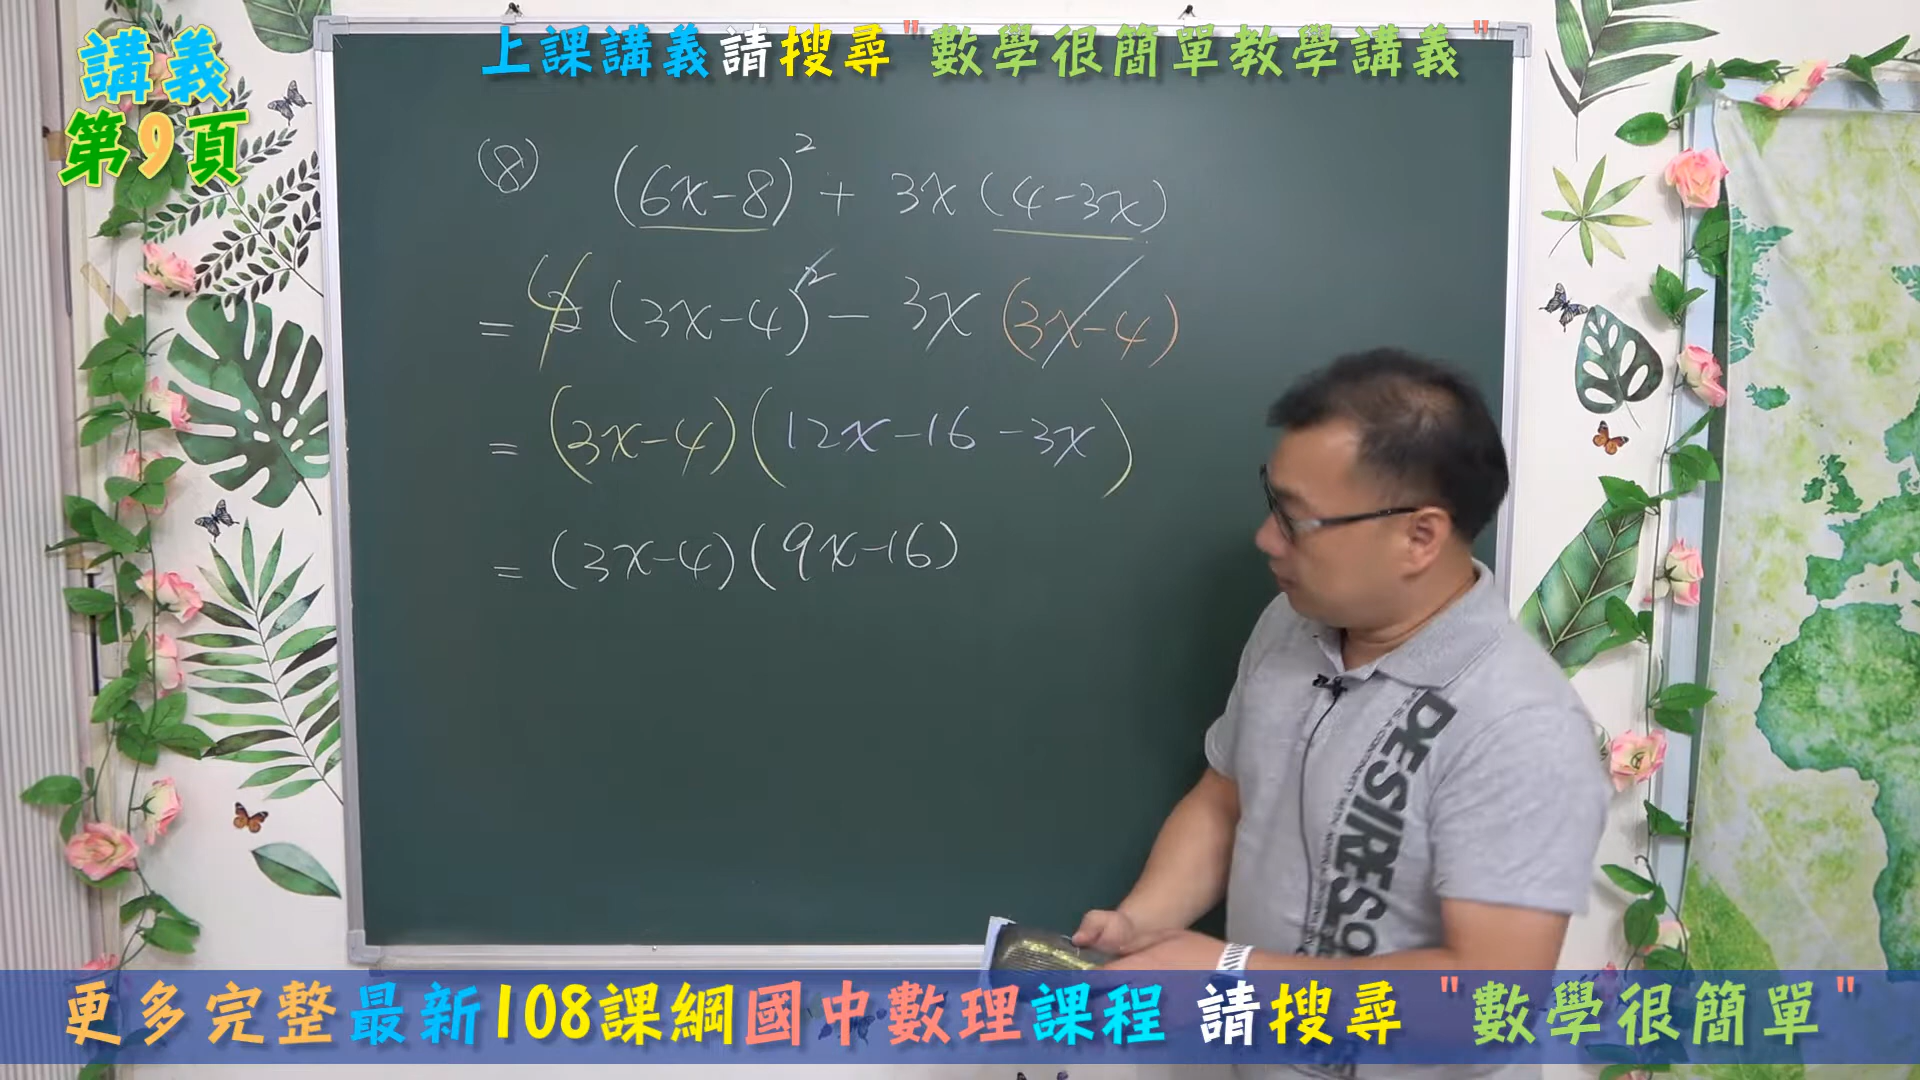 上課講義請搜尋"數學很簡單教學講義"
講義
第9頁
(8) (6x-8)² + 3x(4-3x)
= 4(3x-4)² - 3x(3x-4)
= (3x-4)(12x-16-3x)
= (3x-4)(9x-16)
DESIRESO
更多完整最新108課綱國中數理課程 請搜尋 "數學很簡單"